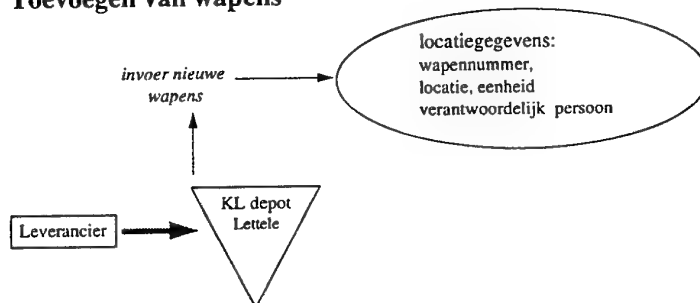 Toevoegen van wapens
locatiegegevens:
wapennummer,
locatie, eenheid
verantwoordelijk persoon
invoer nieuwe
wapens
KL depot
Lettele
Leverancier